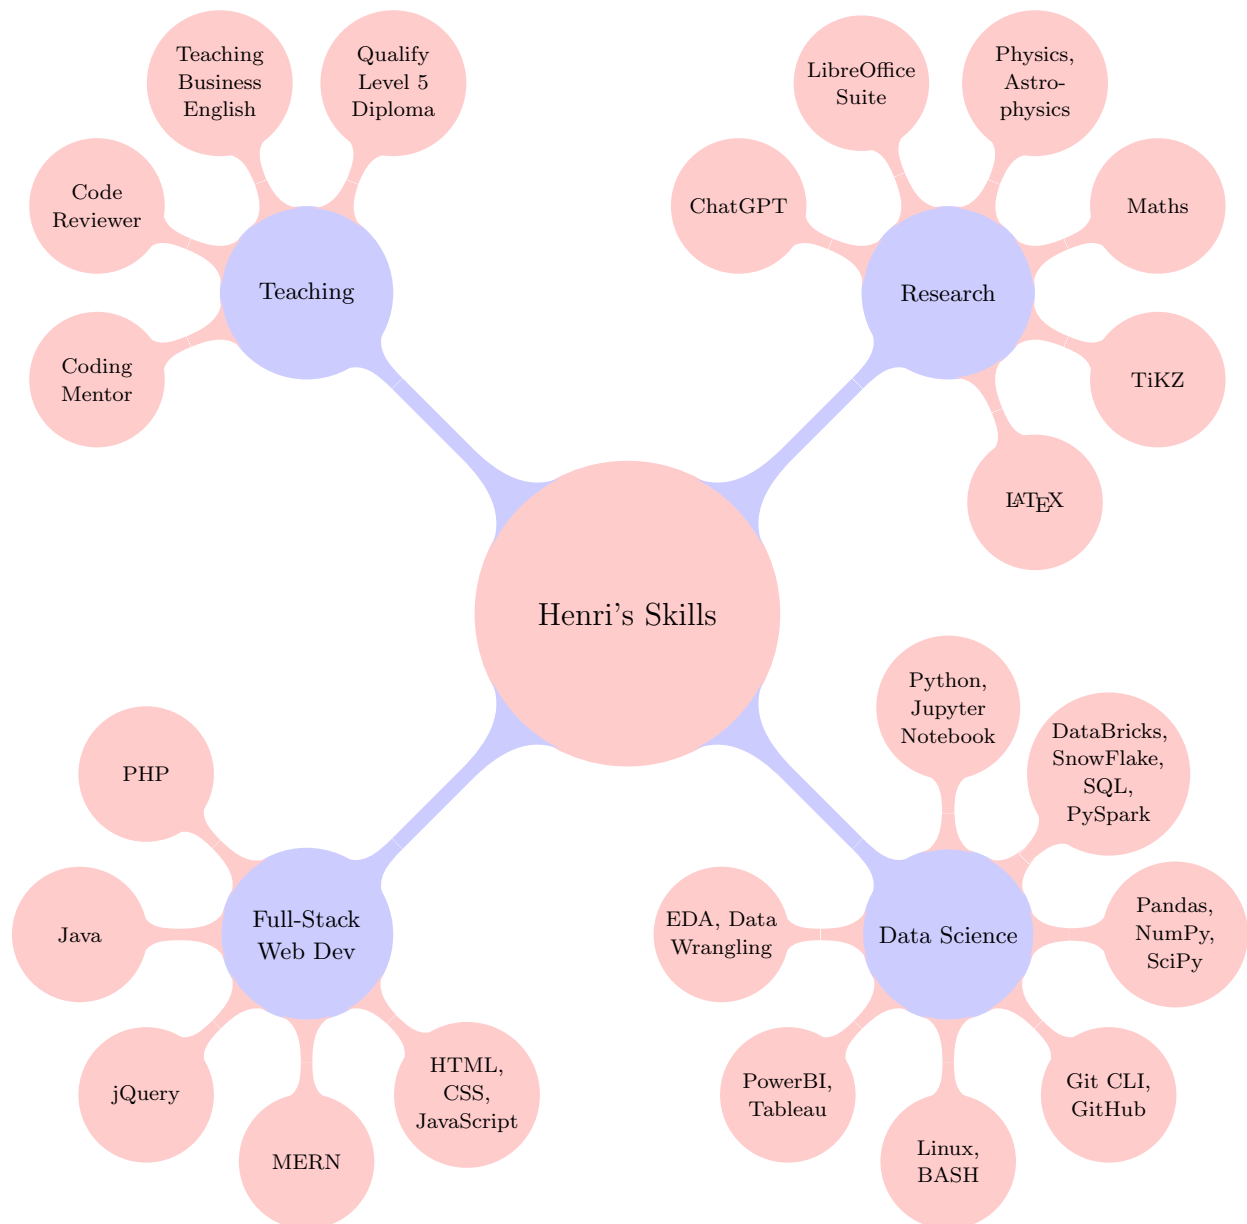 Teaching
Business
English
Qualify
Level 5
Diploma
Code
Reviewer
Coding
Mentor
Teaching
LibreOffice
Suite
Physics,
Astro-
physics
ChatGPT
Maths
Research
TiKZ
LATEX
Henri's Skills
PHP
Java
Full-Stack
Web Dev
jQuery
MERN
HTML,
CSS,
JavaScript
Python,
Jupyter
Notebook
DataBricks,
SnowFlake,
SQL,
PySpark
EDA, Data
Wrangling
Data Science
Pandas,
NumPy,
SciPy
PowerBI,
Tableau
Linux,
BASH
Git CLI,
GitHub